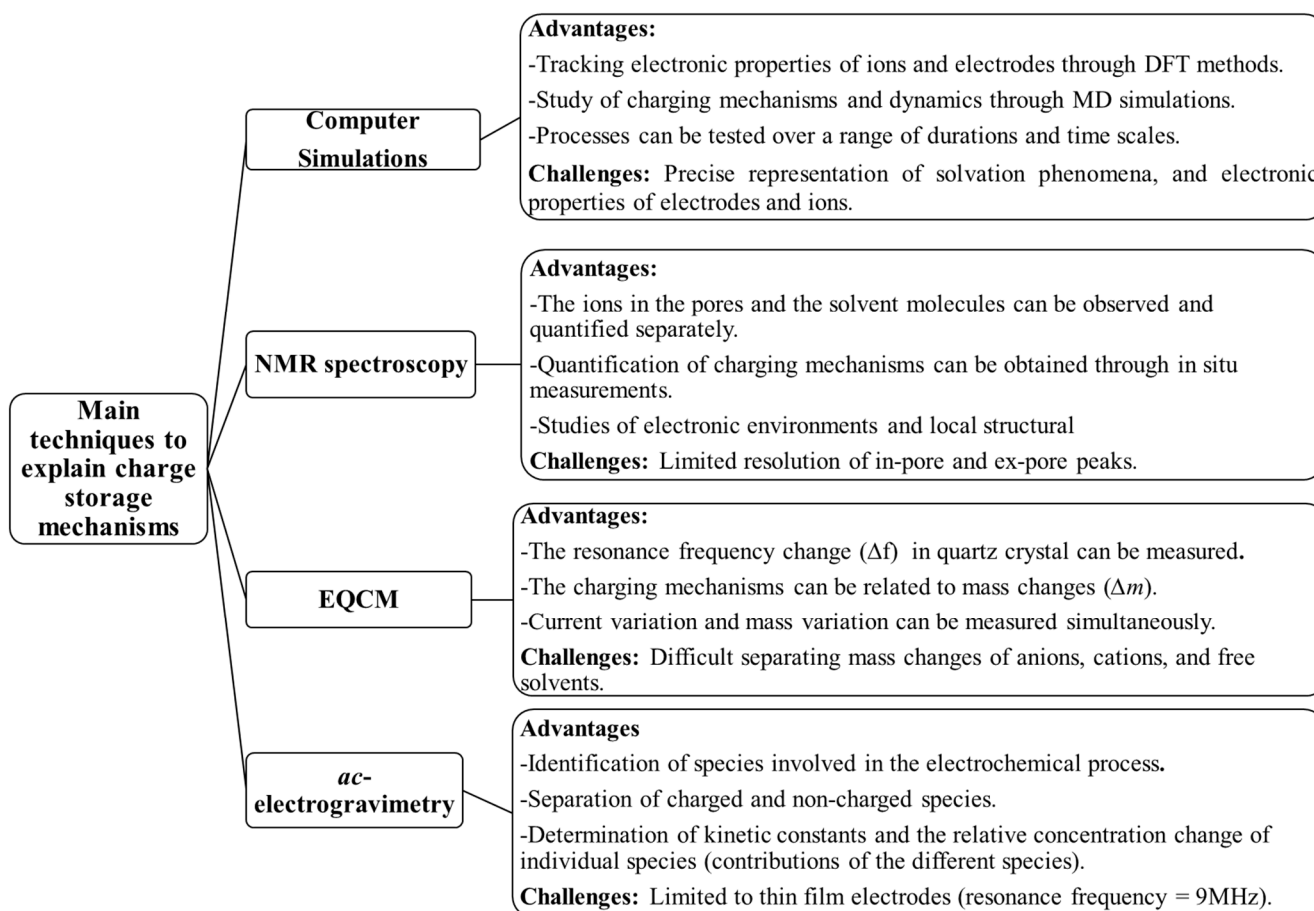 Main
techniques to
explain charge
storage
mechanisms
Computer
Simulations
Advantages:
-Tracking electronic properties of ions and electrodes through DFT methods.
-Study of charging mechanisms and dynamics through MD simulations.
-Processes can be tested over a range of durations and time scales.
Challenges: Precise representation of solvation phenomena, and electronic
properties of electrodes and ions.
NMR spectroscopy
Advantages:
-The ions in the pores and the solvent molecules can be observed and
quantified separately.
-Quantification of charging mechanisms can be obtained through in situ
measurements.
-Studies of electronic environments and local structural
Challenges: Limited resolution of in-pore and ex-pore peaks.
EQCM
Advantages:
-The resonance frequency change (Δf) in quartz crystal can be measured.
-The charging mechanisms can be related to mass changes (Δm).
-Current variation and mass variation can be measured simultaneously.
Challenges: Difficult separating mass changes of anions, cations, and free
solvents.
ac-
electrogravimetry
Advantages
-Identification of species involved in the electrochemical process.
-Separation of charged and non-charged species.
-Determination of kinetic constants and the relative concentration change of
individual species (contributions of the different species).
Challenges: Limited to thin film electrodes (resonance frequency = 9MHz).